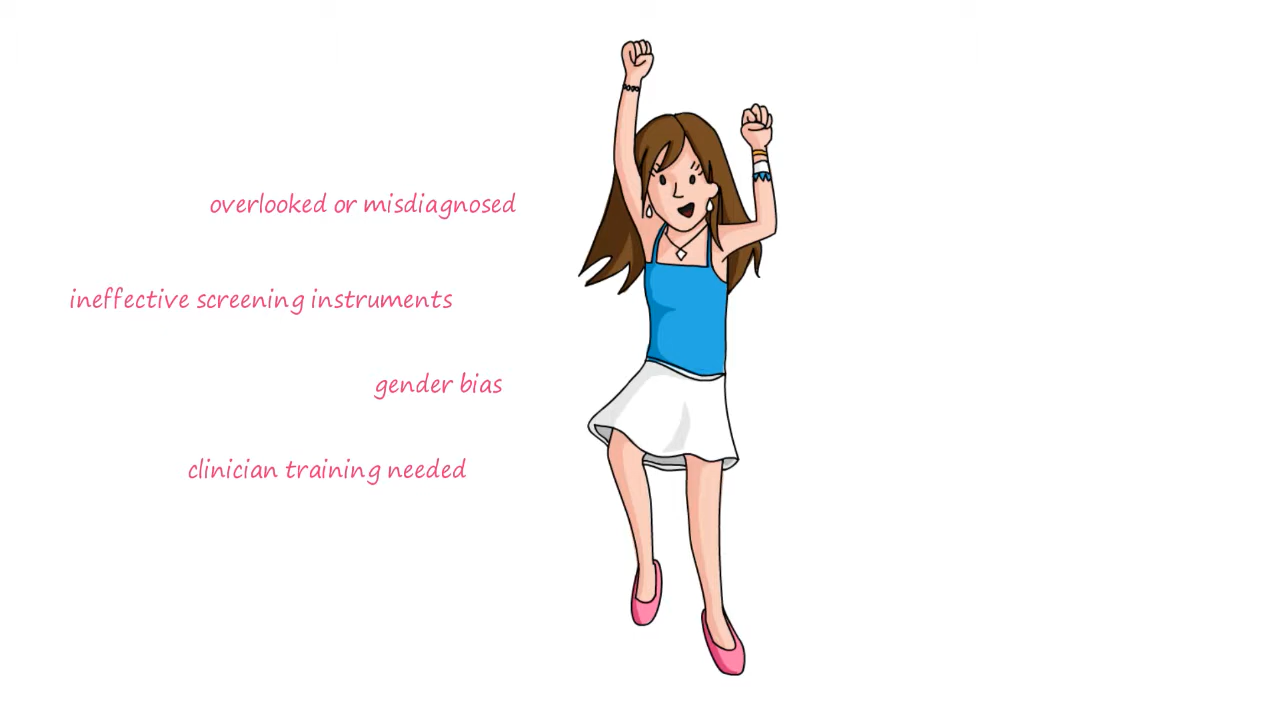 overlooked or misdiagnosed
ineffective screening instruments
gender bias
clinician training needed